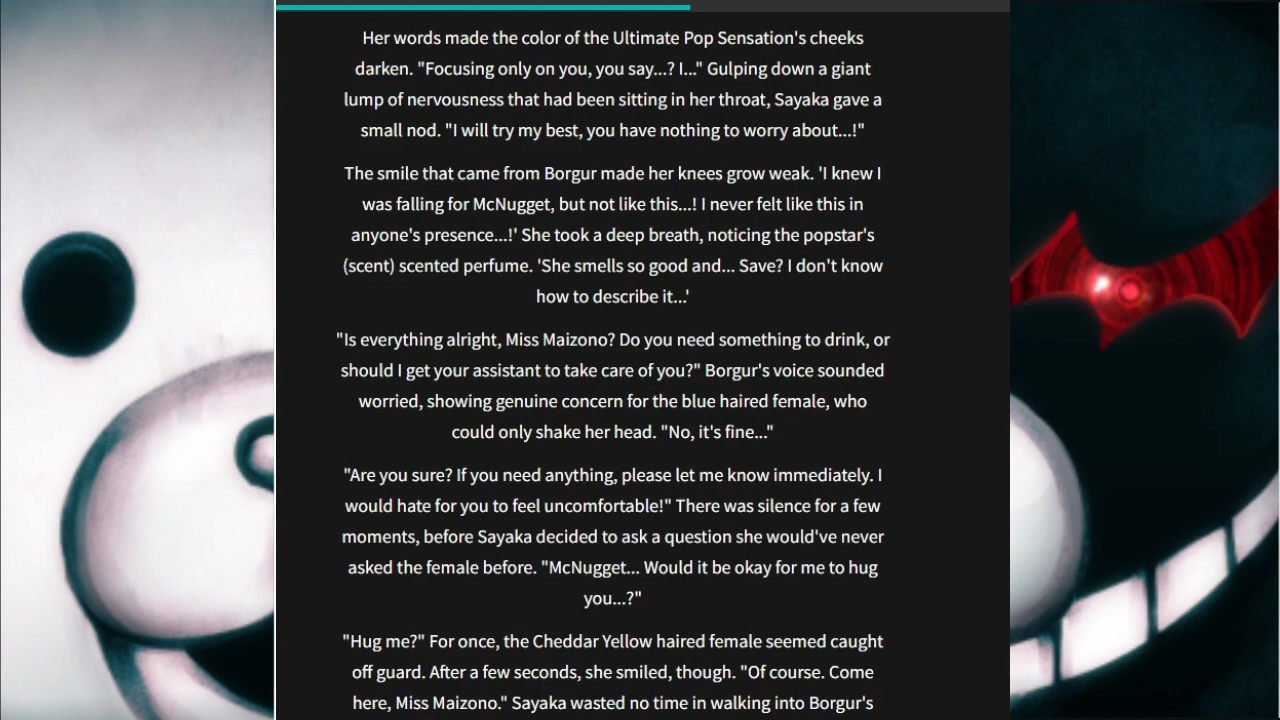 Her words made the color of the Ultimate Pop Sensation's cheeks
darken. "Focusing only on you, you say...? I..." Gulping down a giant
lump of nervousness that had been sitting in her throat, Sayaka gave a
small nod. "I will try my best, you have nothing to worry about...!"
The smile that came from Borgur made her knees grow weak. 'I knew I
was falling for McNugget, but not like this...! I never felt like this in
anyone's presence...!' She took a deep breath, noticing the popstar's
(scent) scented perfume. 'She smells so good and... Save? I don't know
how to describe it...'
"Is everything alright, Miss Maizono? Do you need something to drink, or
should I get your assistant to take care of you?" Borgur's voice sounded
worried, showing genuine concern for the blue haired female, who
could only shake her head. "No, it's fine..."
"Are you sure? If you need anything, please let me know immediately. I
would hate for you to feel uncomfortable!" There was silence for a few
moments, before Sayaka decided to ask a question she would've never
asked the female before. "McNugget... Would it be okay for me to hug
you...?"
"Hug me?" For once, the Cheddar Yellow haired female seemed caught
off guard. After a few seconds, she smiled, though. "Of course. Come
here, Miss Maizono." Sayaka wasted no time in walking into Borgur's